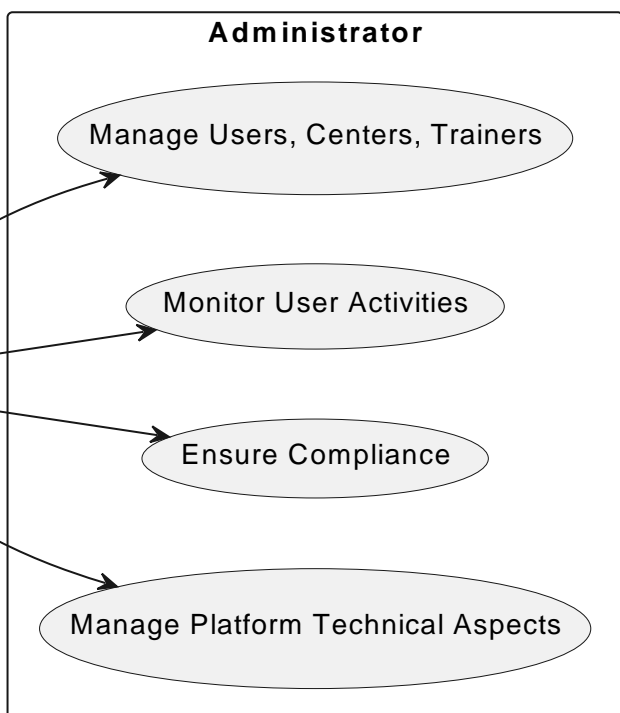 Administrator
Manage Users, Centers, Trainers
Monitor User Activities
Ensure Compliance
Manage Platform Technical Aspects